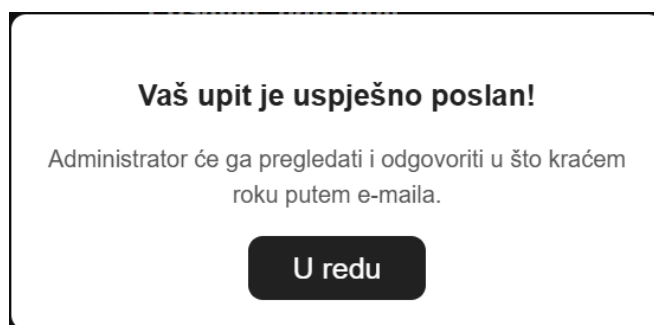 Vaš upit je uspješno poslan!
Administrator će ga pregledati i odgovoriti u što kraćem
roku putem e-maila.
U redu